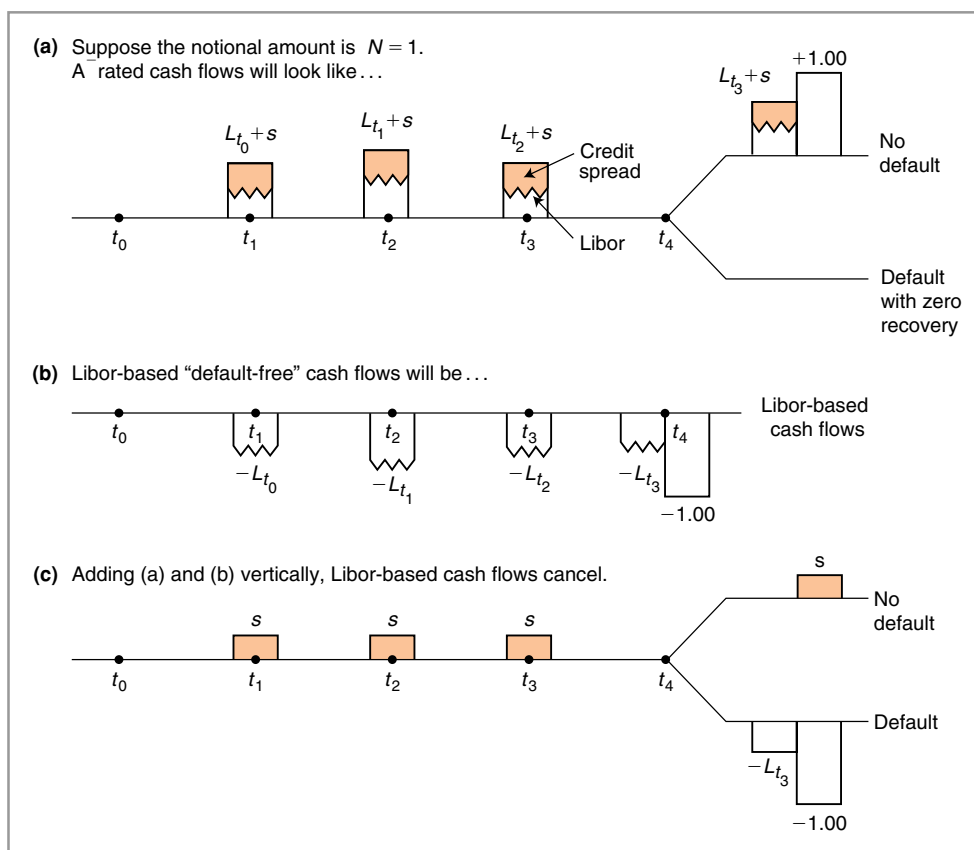 (a) Suppose the notional amount is N = 1.
A⁻ rated cash flows will look like . . .
+1.00
L_{t_3} + s
L_{t_0} + s
L_{t_1} + s
L_{t_2} + s
Credit
spread
No
default
t_0
t_1
t_2
t_3
Libor
t_4
Default
with zero
recovery
(b) Libor-based “default-free” cash flows will be . . .
Libor-based
cash flows
t_0
t_1
t_2
t_3
t_4
−L_{t_0}
−L_{t_1}
−L_{t_2}
−L_{t_3}
−1.00
(c) Adding (a) and (b) vertically, Libor-based cash flows cancel.
s
No
default
s
s
s
t_0
t_1
t_2
t_3
t_4
Default
−L_{t_3}
−1.00